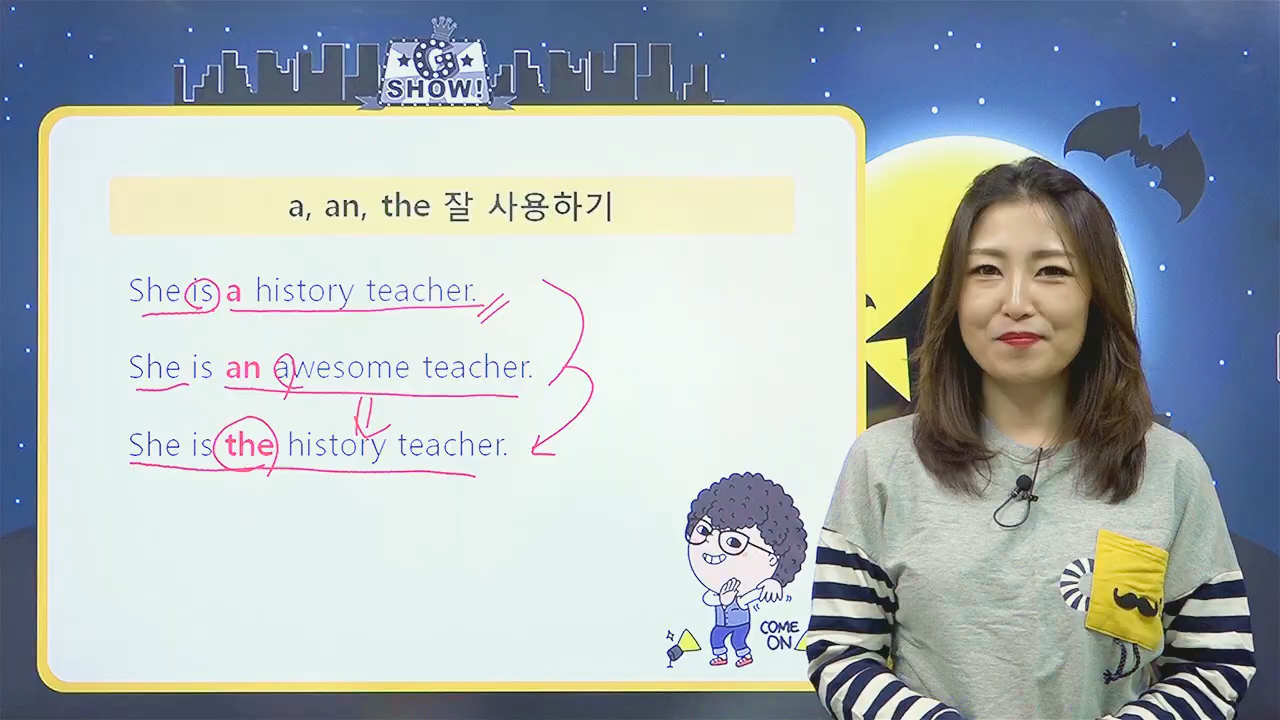 G
SHOW!
a, an, the 잘 사용하기
She is a history teacher.
She is an awesome teacher.
She is the history teacher.
COME
ON